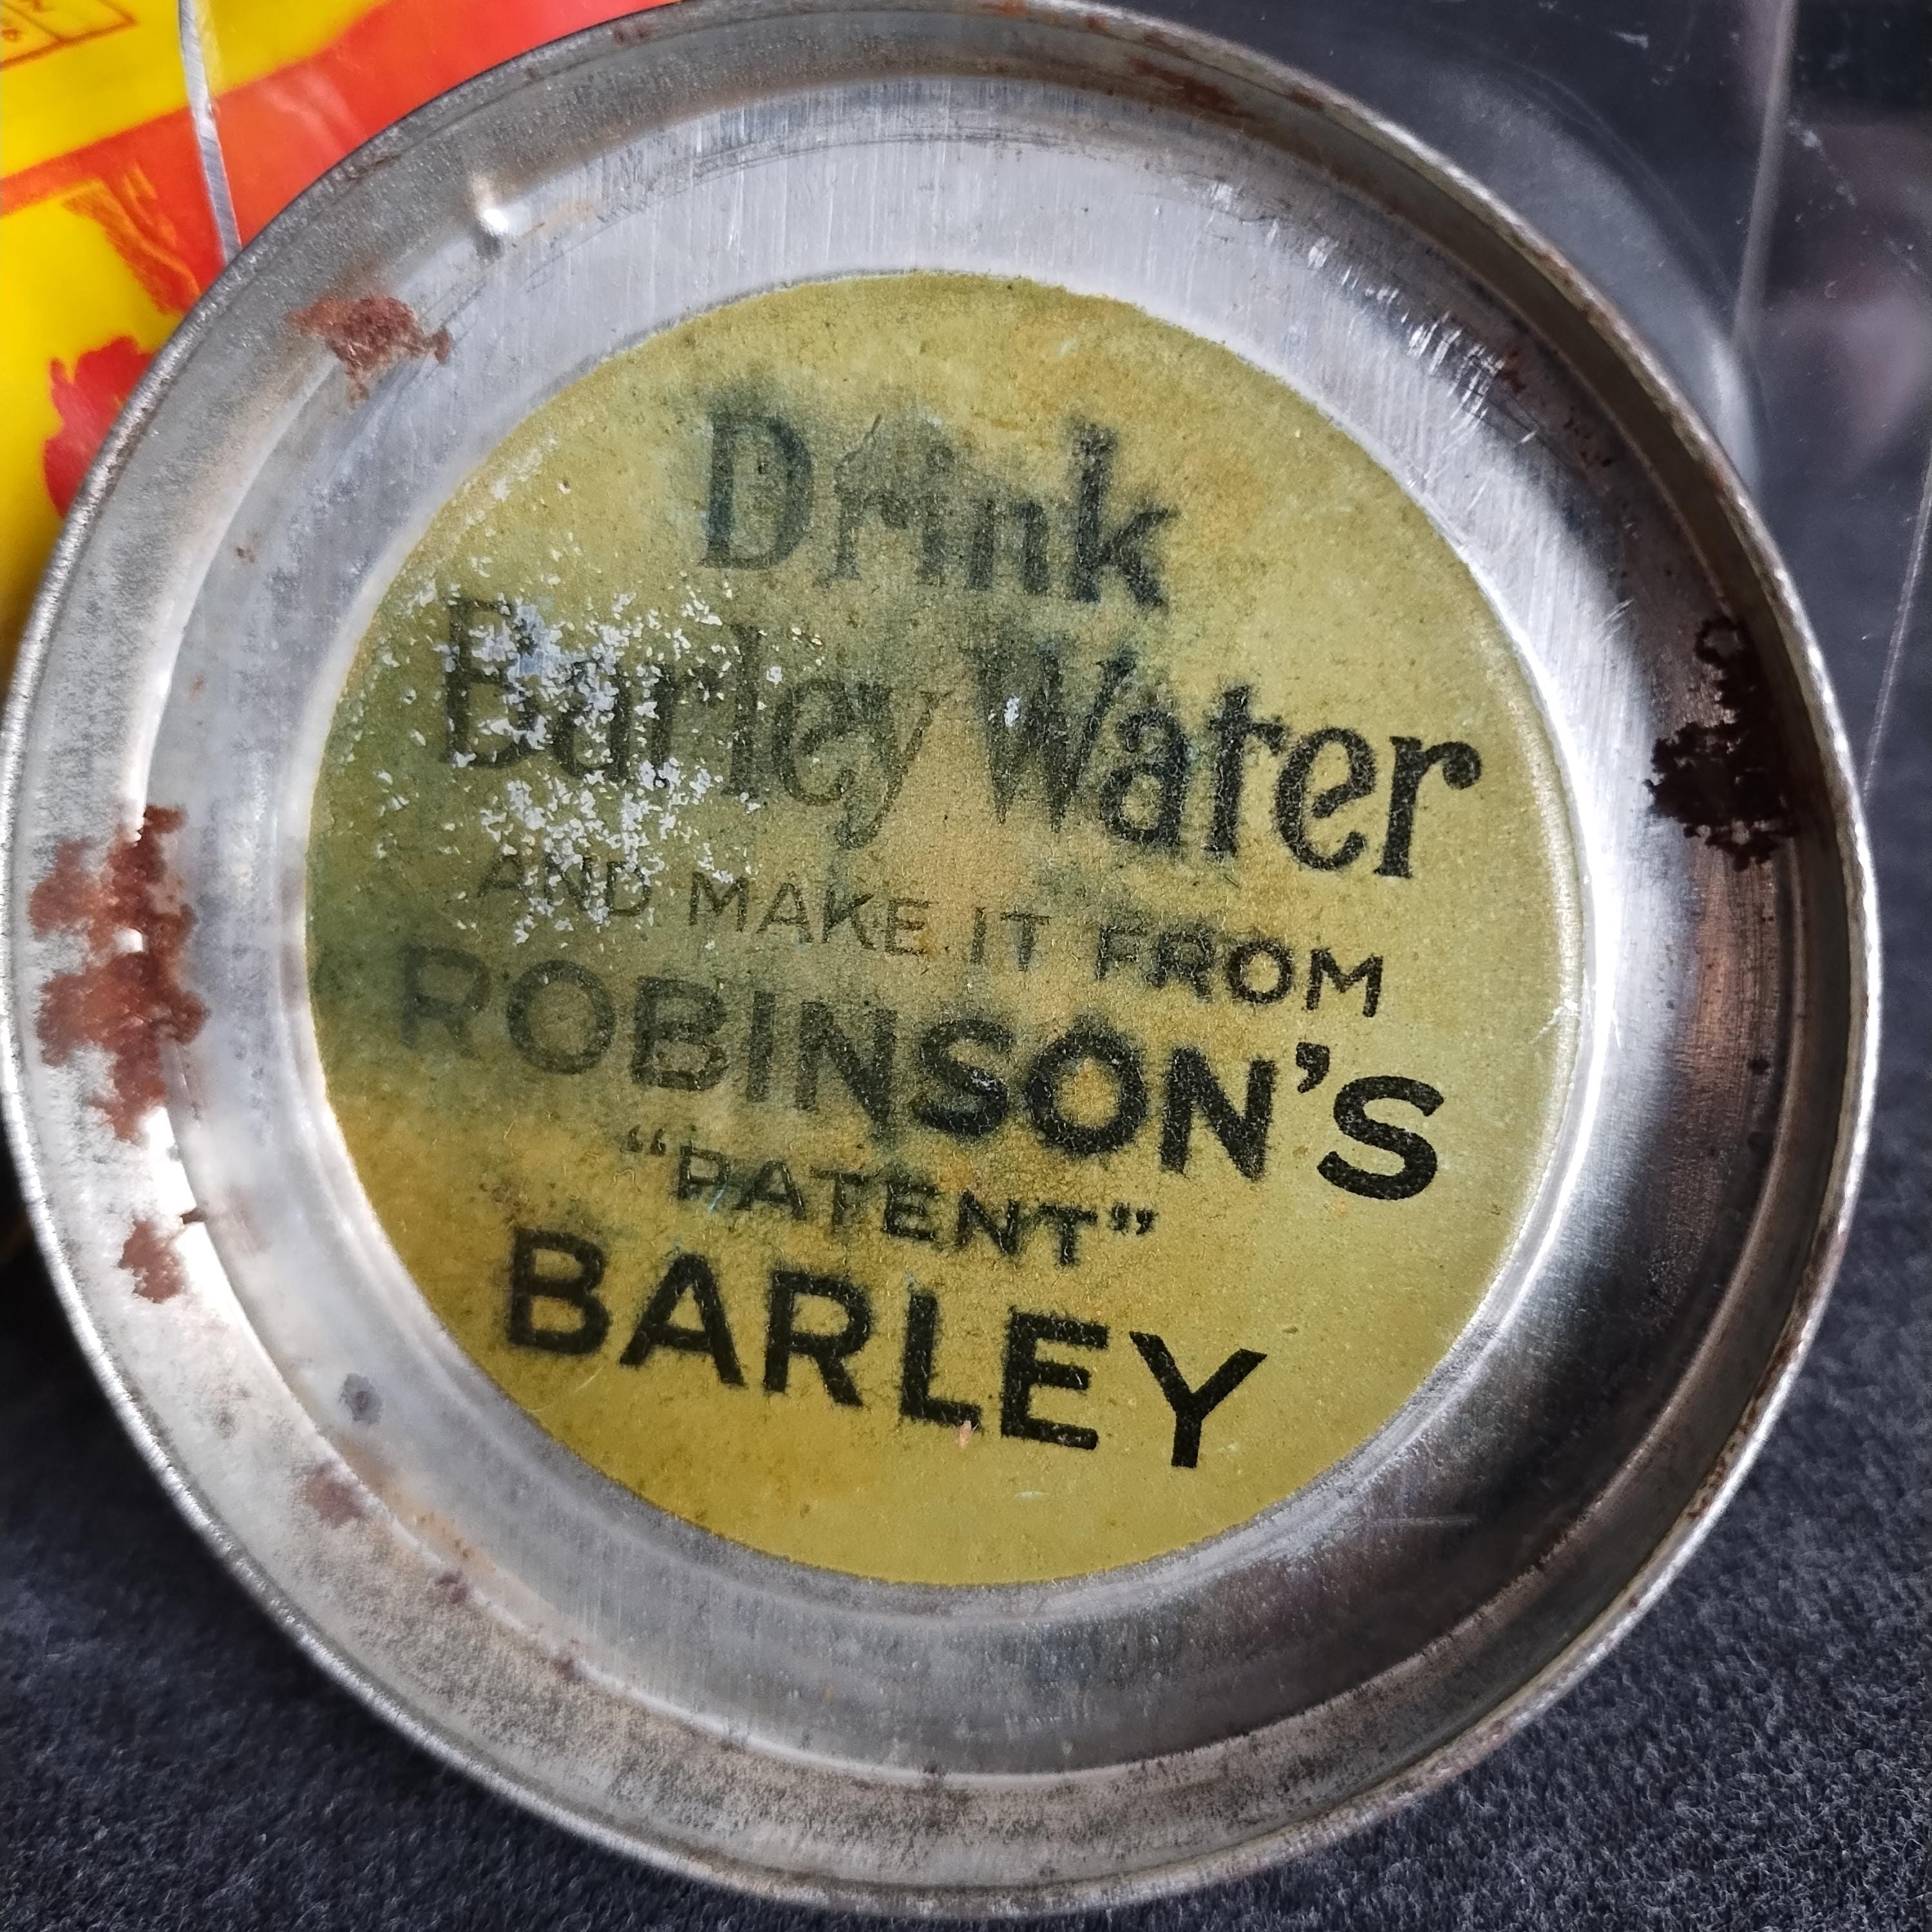 Drink
Barley Water
AND MAKE IT FROM
ROBINSON'S
“PATENT”
BARLEY